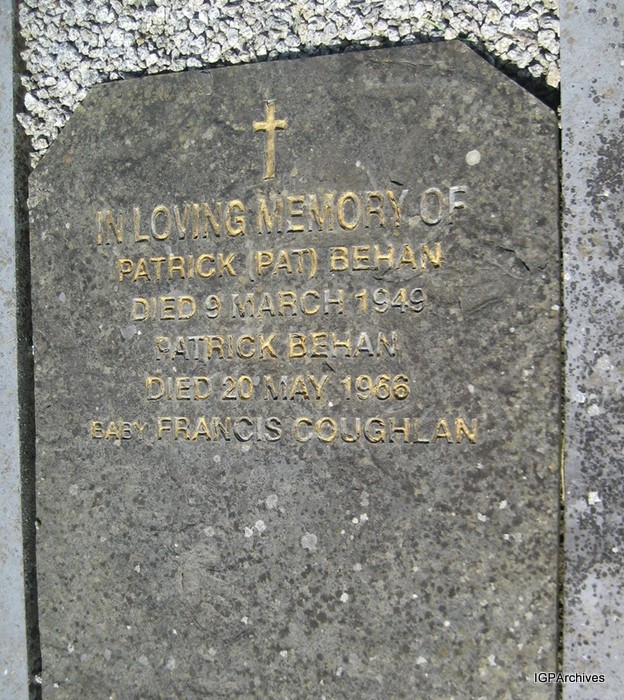 IN LOVING MEMORY OF
PATRICK (PAT) BEHAN
DIED 9 MARCH 1949
PATRICK BEHAN
DIED 20 MAY 1966
BABY FRANCIS COUGHLAN
IGPArchives